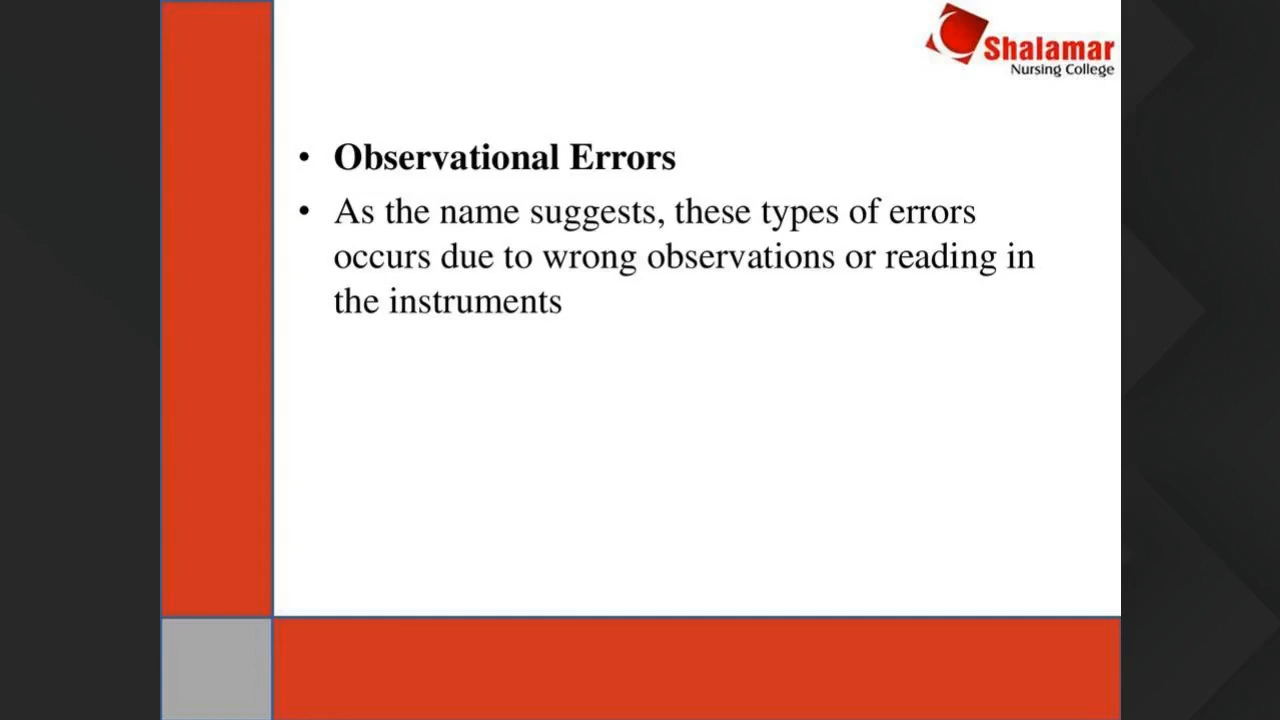 Shalamar
Nursing College
• Observational Errors
• As the name suggests, these types of errors
occurs due to wrong observations or reading in
the instruments